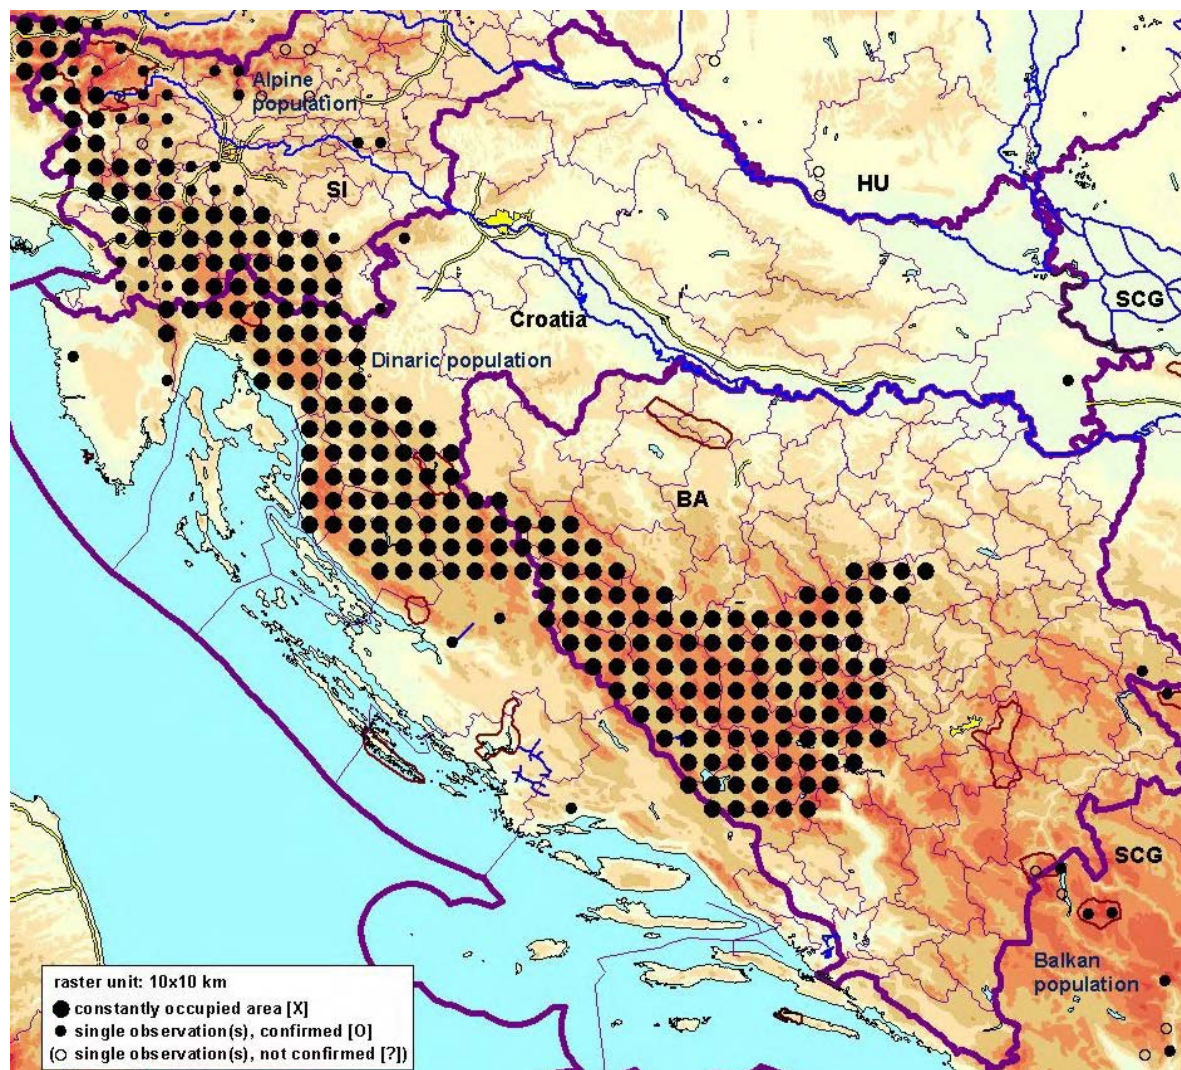 Alpine
population
SI
HU
SCG
Croatia
Dinaric population
BA
SCG
Balkan
population
raster unit: 10x10 km
constantly occupied area [X]
single observation(s), confirmed [O]
(○ single observation(s), not confirmed [?])